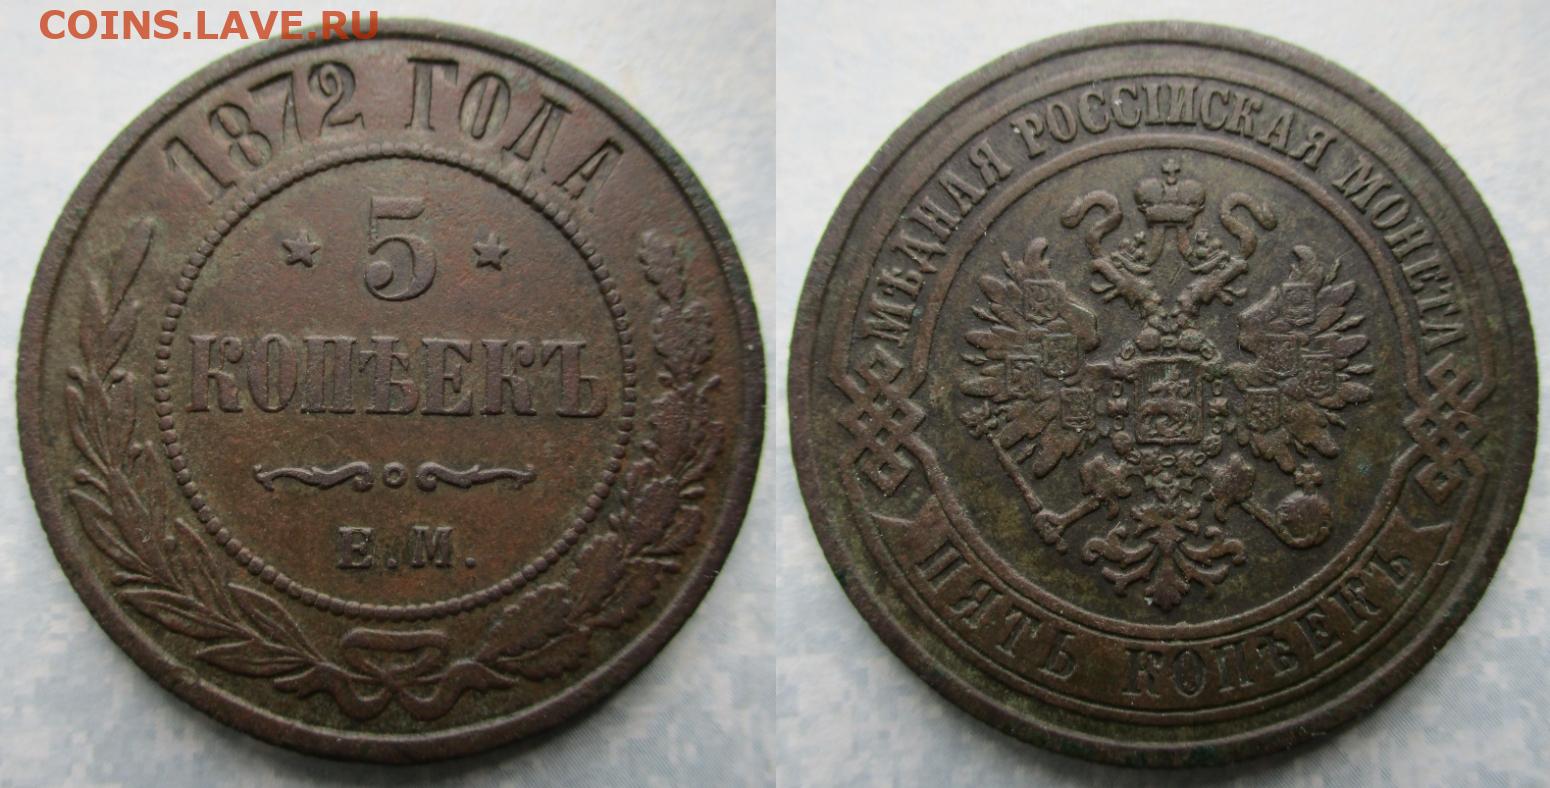 COINS.LAVE.RU
1872 ГОДА
5
КОПѢЕКЪ
Е.М.
МѢДНАЯ РОССIЙСКАЯ МОНЕТА
ПЯТЬ КОПѢЕКЪ